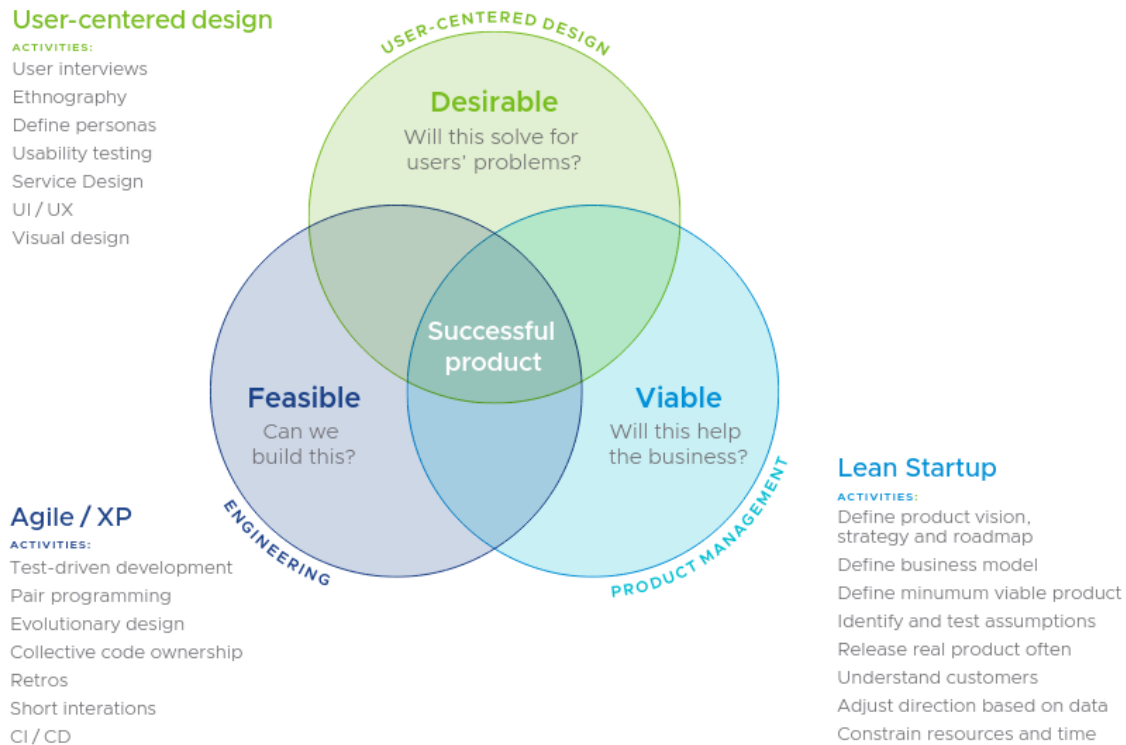 User-centered design
ACTIVITIES:
User interviews
Ethnography
Define personas
Usability testing
Service Design
UI / UX
Visual design
USER-CENTERED DESIGN
Desirable
Will this solve for
users' problems?
Successful
product
Feasible
Can we
build this?
Viable
Will this help
the business?
ENGINEERING
PRODUCT MANAGEMENT
Agile / XP
ACTIVITIES:
Test-driven development
Pair programming
Evolutionary design
Collective code ownership
Retros
Short interations
CI / CD
Lean Startup
ACTIVITIES:
Define product vision,
strategy and roadmap
Define business model
Define minumum viable product
Identify and test assumptions
Release real product often
Understand customers
Adjust direction based on data
Constrain resources and time